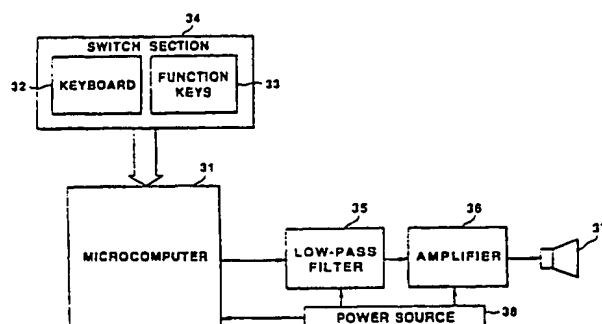 34
SWITCH SECTION
32
KEYBOARD
FUNCTION
KEYS
33
31
MICROCOMPUTER
35
LOW-PASS
FILTER
36
AMPLIFIER
POWER SOURCE
38